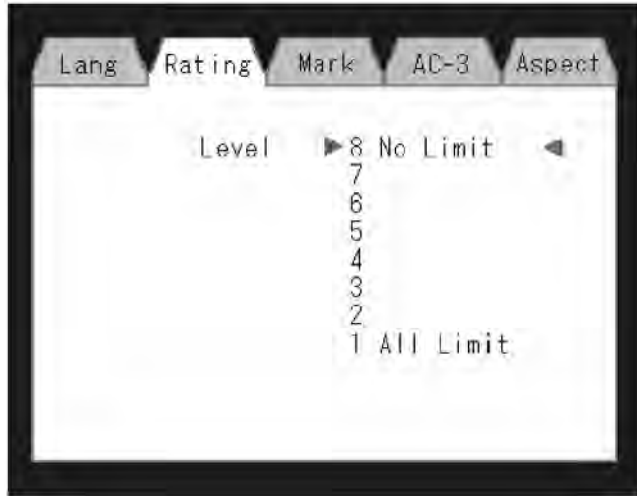 Lang Rating Mark AC-3 Aspect
Level ▶ 8 No Limit ◀
7
6
5
4
3
2
1 All Limit